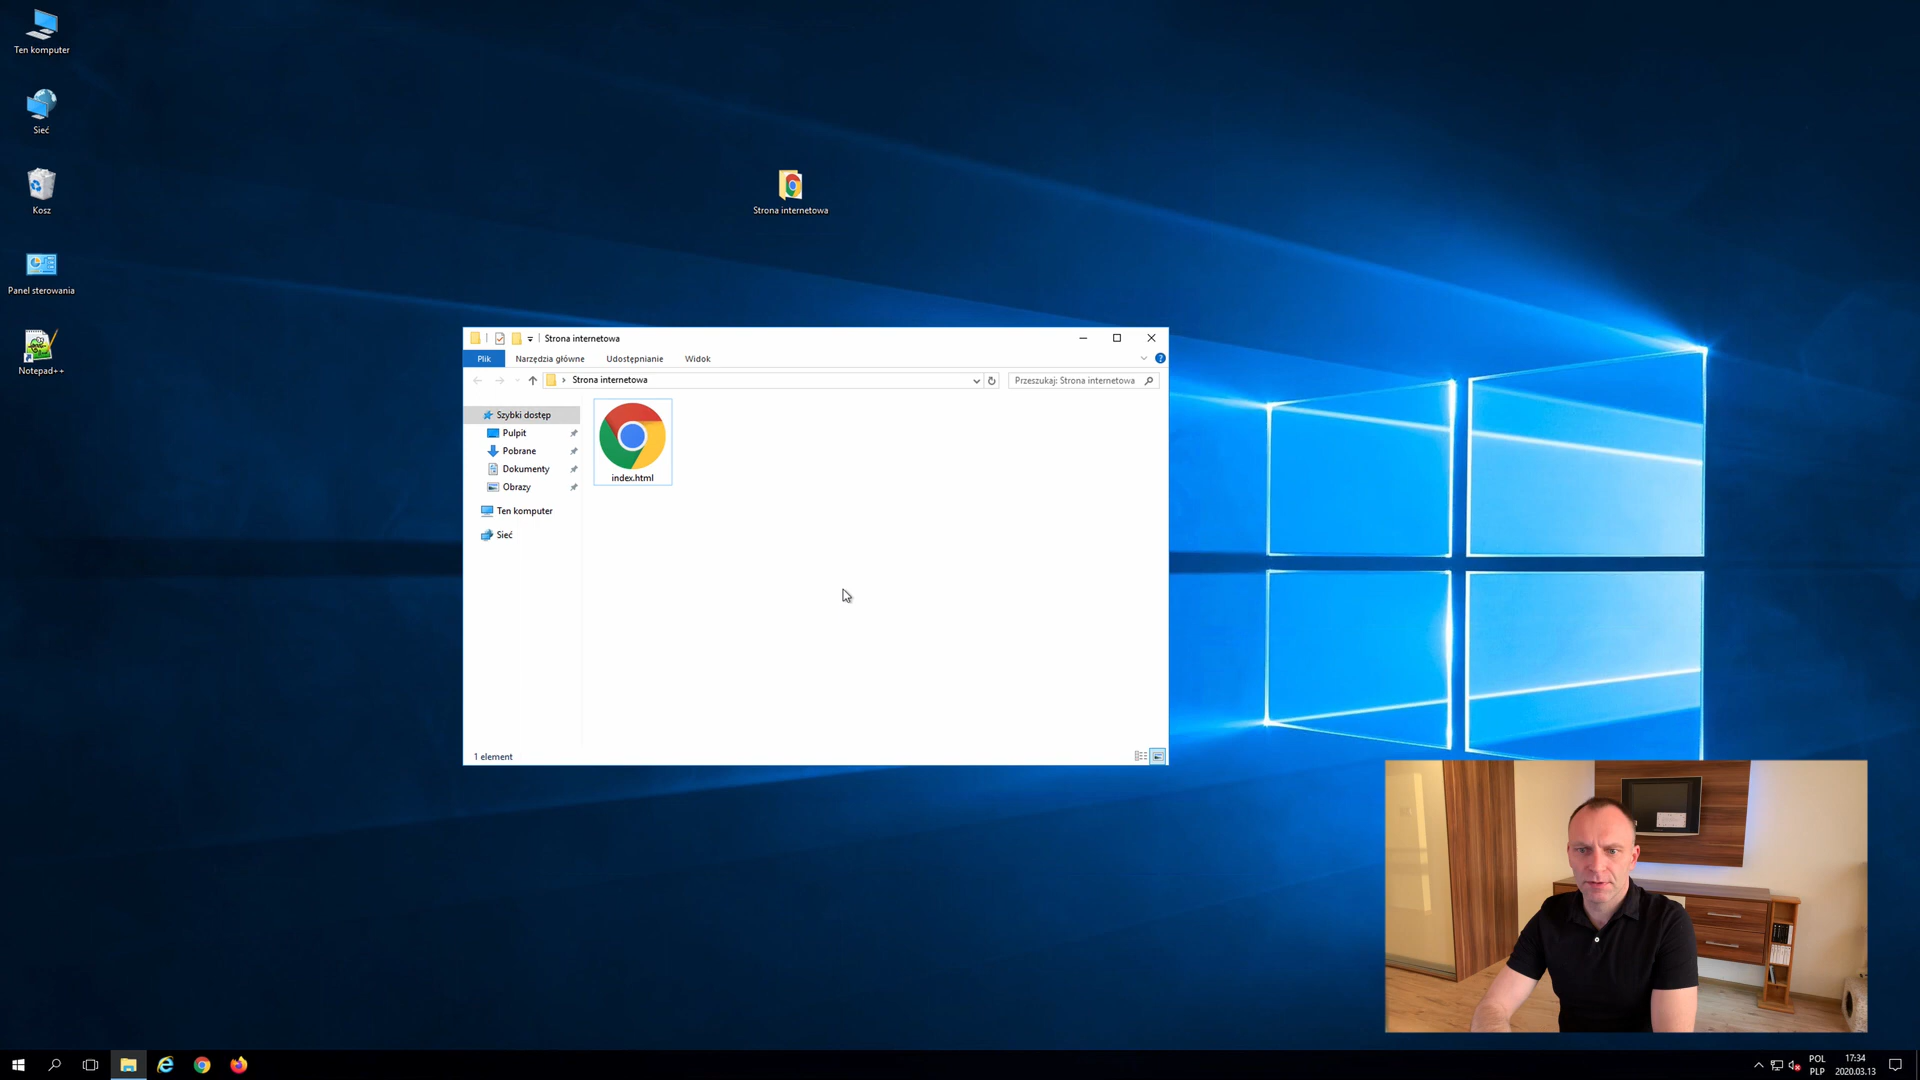 Ten komputer
Sieć
Kosz
Panel sterowania
Notepad++
Strona internetowa
Strona internetowa
Plik
Narzędzia główne
Udostępnianie
Widok
Strona internetowa
Przeszukaj: Strona internetowa
Szybki dostęp
Pulpit
Pobrane
Dokumenty
Obrazy
Ten komputer
Sieć
index.html
1 element
POL
PLP
17:34
2020.03.13